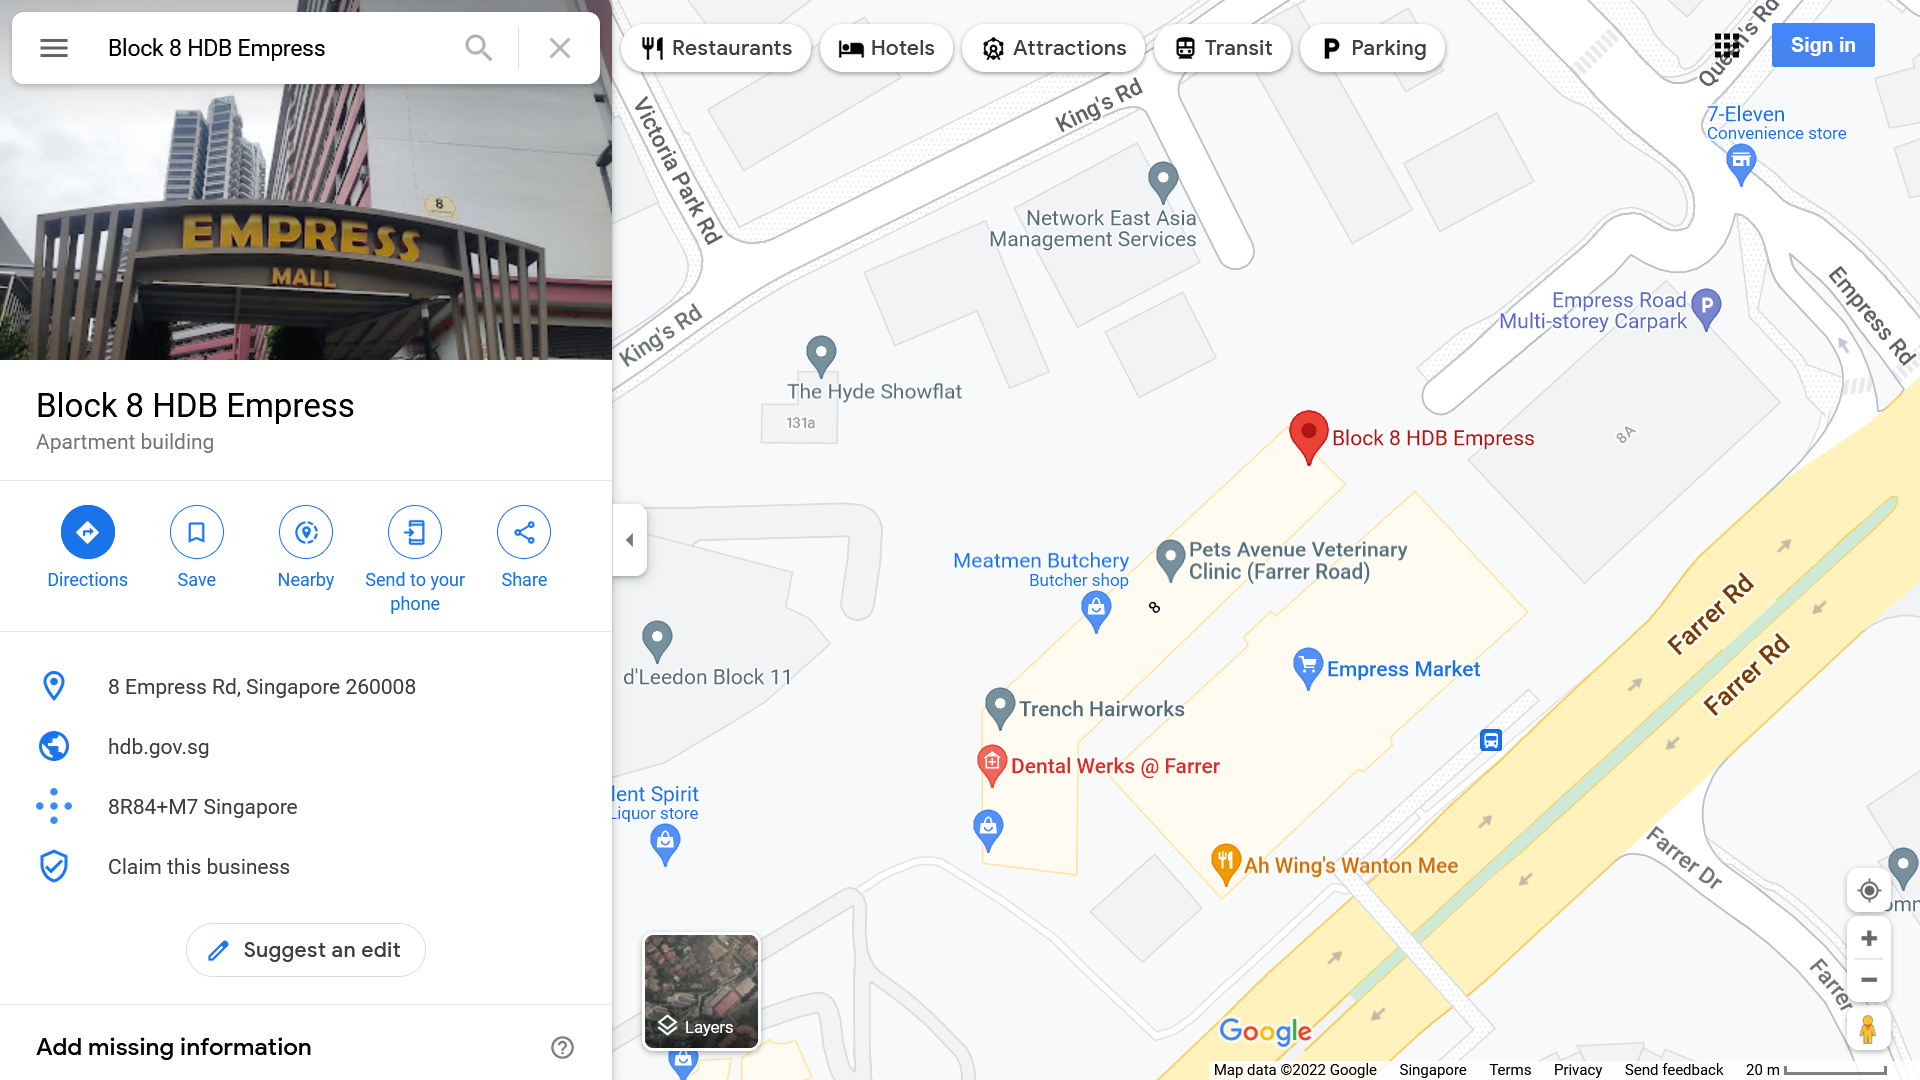 Block 8 HDB Empress
Restaurants
Hotels
Attractions
Transit
Parking
Sign in
8
EMPRESS
MALL
Block 8 HDB Empress
Apartment building
Directions
Save
Nearby
Send to your
phone
Share
8 Empress Rd, Singapore 260008
hdb.gov.sg
8R84+M7 Singapore
Claim this business
Suggest an edit
Add missing information
Victoria Park Rd
King's Rd
Queen's Rd
7-Eleven
Convenience store
Network East Asia
Management Services
Empress Rd
Empress Road
Multi-storey Carpark
P
King's Rd
The Hyde Showflat
131a
Block 8 HDB Empress
8A
Meatmen Butchery
Butcher shop
Pets Avenue Veterinary
Clinic (Farrer Road)
8
Farrer Rd
Farrer Rd
d'Leedon Block 11
Empress Market
Trench Hairworks
Dental Werks @ Farrer
lent Spirit
Liquor store
Ah Wing's Wanton Mee
Farrer Dr
Farrer
Layers
Google
Map data ©2022 Google
Singapore
Terms
Privacy
Send feedback
20 m